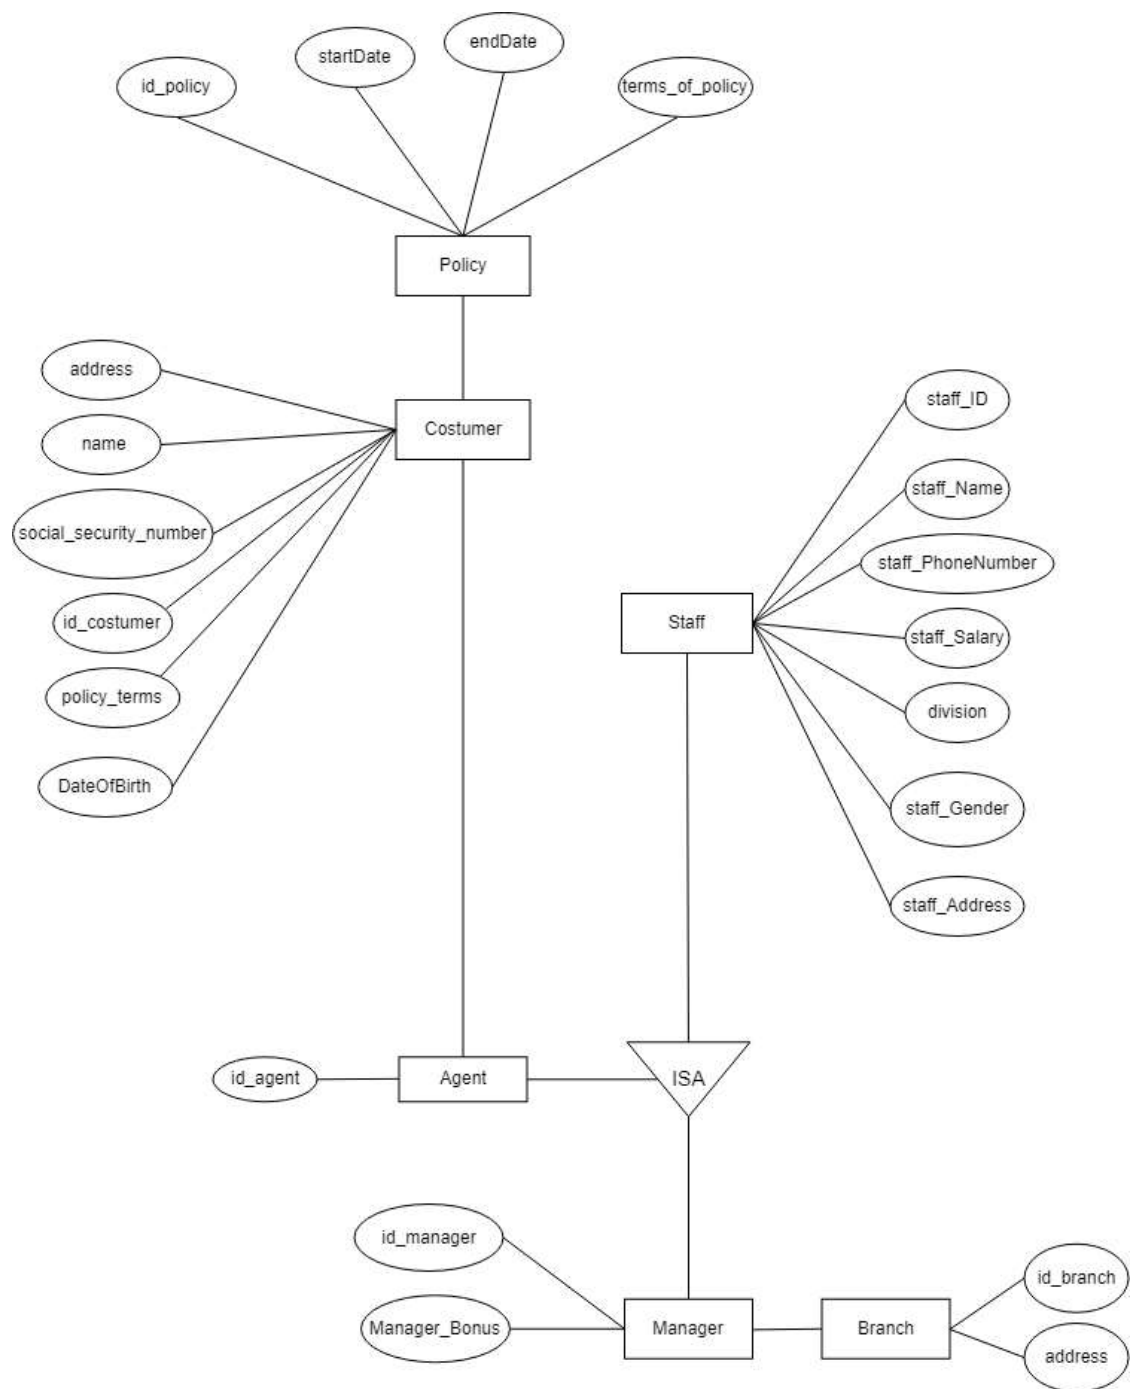 endDate
startDate
id_policy
terms_of_policy
Policy
address
name
social_security_number
id_costumer
policy_terms
DateOfBirth
Costumer
staff_ID
staff_Name
staff_PhoneNumber
staff_Salary
division
staff_Gender
staff_Address
Staff
id_agent
Agent
ISA
id_manager
Manager_Bonus
Manager
Branch
id_branch
address